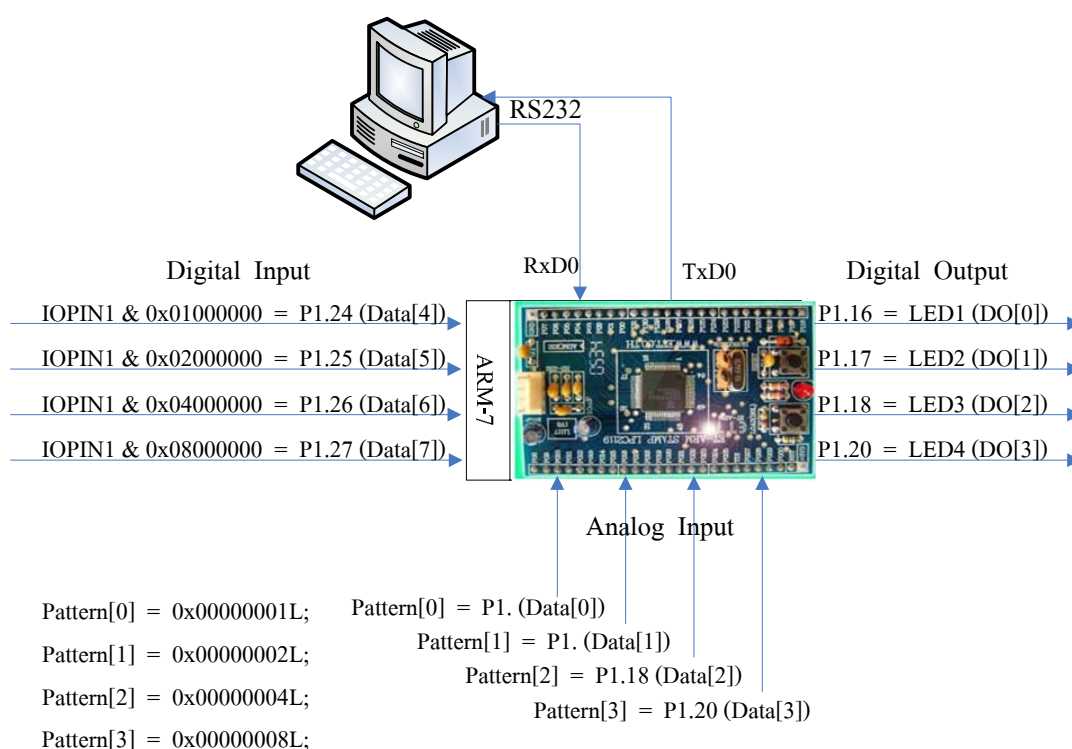 RS232
Digital Input
RxD0
TxD0
Digital Output
IOPIN1 & 0x01000000 = P1.24 (Data[4])
IOPIN1 & 0x02000000 = P1.25 (Data[5])
IOPIN1 & 0x04000000 = P1.26 (Data[6])
IOPIN1 & 0x08000000 = P1.27 (Data[7])
ARM-7
ET-ARM STAMP LPC2119
P1.16 = LED1 (DO[0])
P1.17 = LED2 (DO[1])
P1.18 = LED3 (DO[2])
P1.20 = LED4 (DO[3])
Analog Input
Pattern[0] = 0x00000001L;
Pattern[1] = 0x00000002L;
Pattern[2] = 0x00000004L;
Pattern[3] = 0x00000008L;
Pattern[0] = P1. (Data[0])
Pattern[1] = P1. (Data[1])
Pattern[2] = P1.18 (Data[2])
Pattern[3] = P1.20 (Data[3])